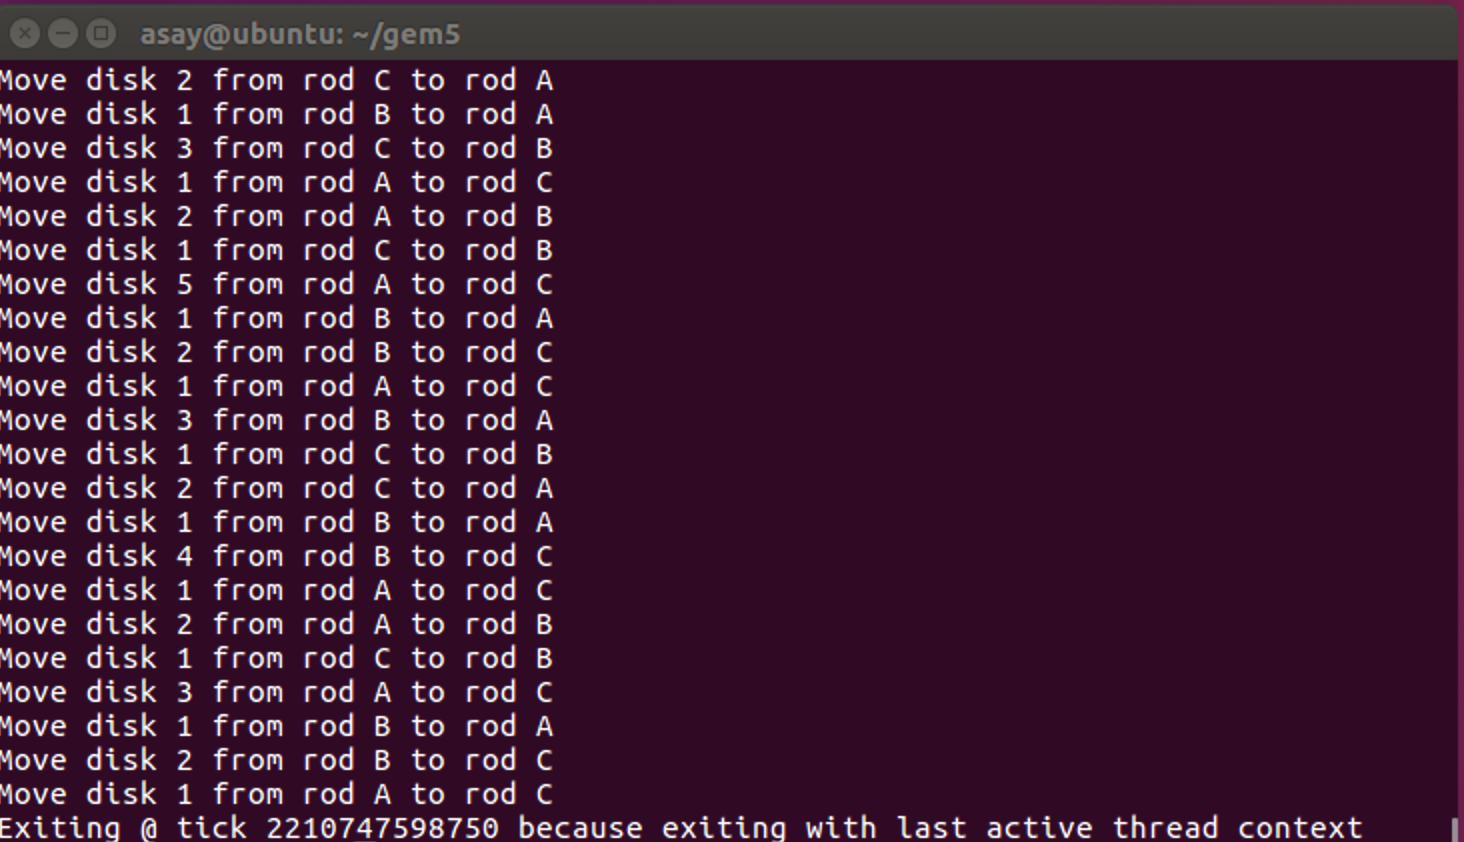 asay@ubuntu: ~/gem5
Move disk 2 from rod C to rod A
Move disk 1 from rod B to rod A
Move disk 3 from rod C to rod B
Move disk 1 from rod A to rod C
Move disk 2 from rod A to rod B
Move disk 1 from rod C to rod B
Move disk 5 from rod A to rod C
Move disk 1 from rod B to rod A
Move disk 2 from rod B to rod C
Move disk 1 from rod A to rod C
Move disk 3 from rod B to rod A
Move disk 1 from rod C to rod B
Move disk 2 from rod C to rod A
Move disk 1 from rod B to rod A
Move disk 4 from rod B to rod C
Move disk 1 from rod A to rod C
Move disk 2 from rod A to rod B
Move disk 1 from rod C to rod B
Move disk 3 from rod A to rod C
Move disk 1 from rod B to rod A
Move disk 2 from rod B to rod C
Move disk 1 from rod A to rod C
Exiting @ tick 2210747598750 because exiting with last active thread context